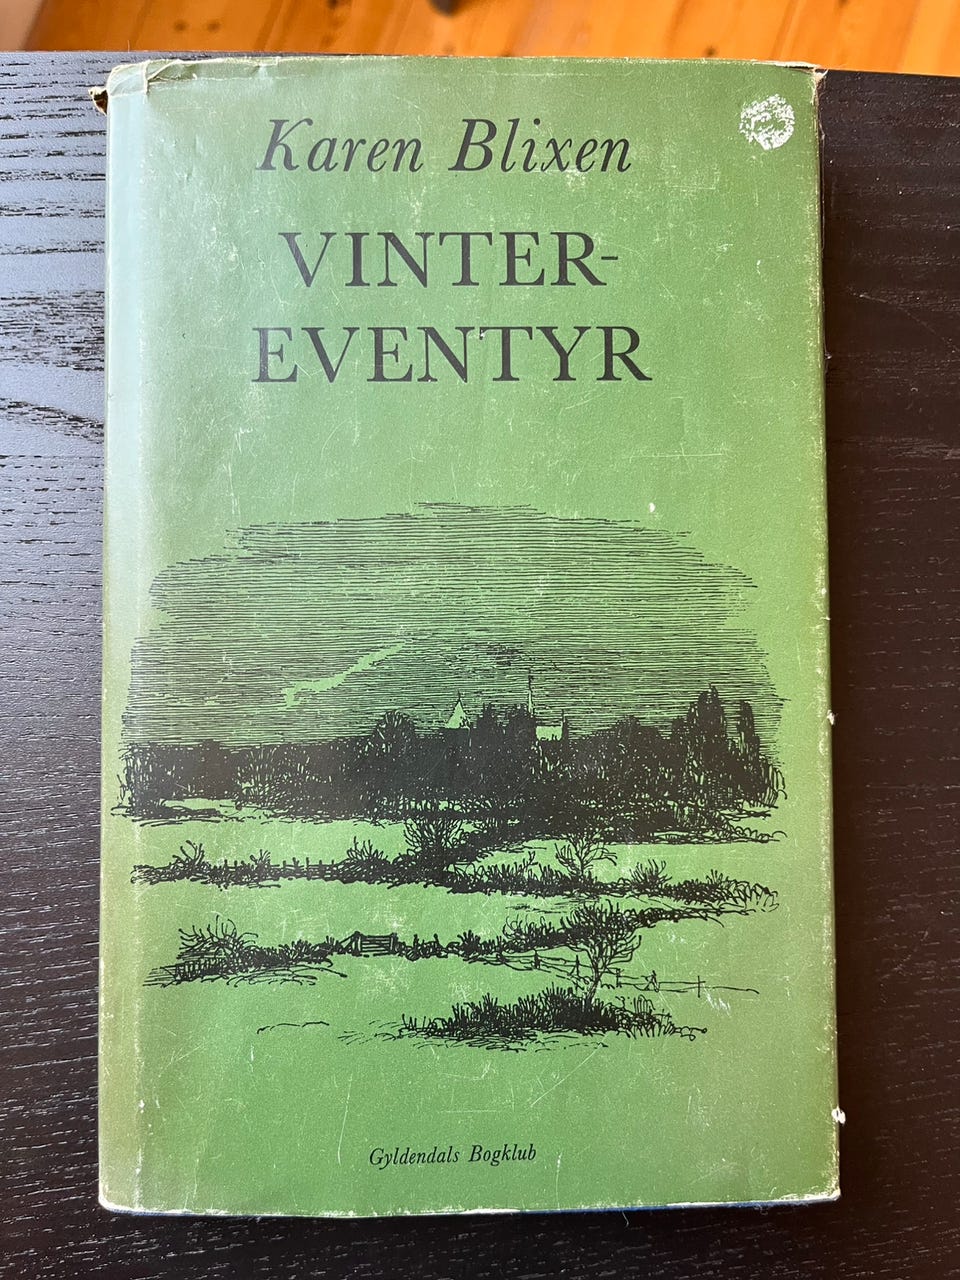 Karen Blixen
VINTER-
EVENTYR
Gyldendals Bogklub